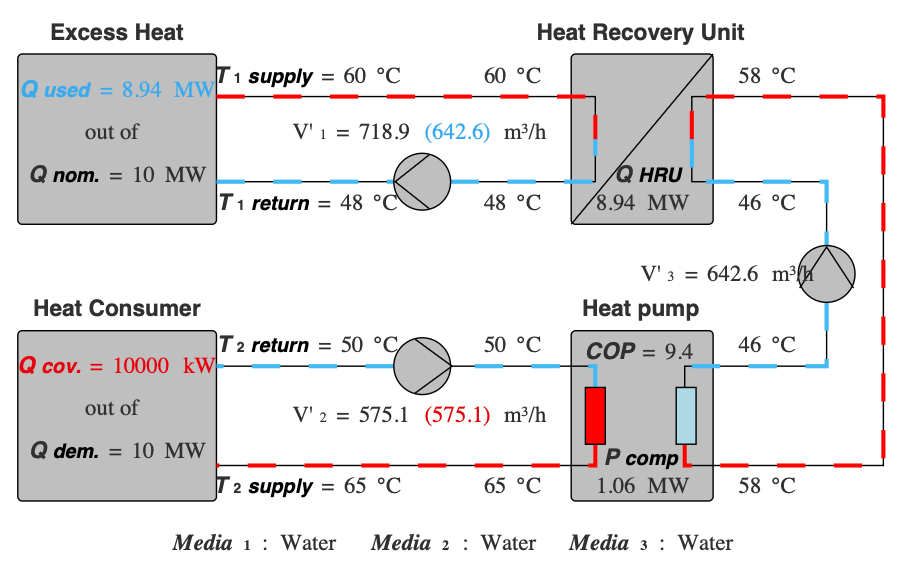 Excess Heat
Heat Recovery Unit
T 1 supply = 60 °C
60 °C
58 °C
Q used = 8.94 MW
out of
V' 1 = 718.9 (642.6) m³/h
Q nom. = 10 MW
Q HRU
8.94 MW
T 1 return = 48 °C
48 °C
46 °C
V' 3 = 642.6 m³/h
Heat Consumer
Heat pump
T 2 return = 50 °C
50 °C
46 °C
COP = 9.4
Q cov. = 10000 kW
out of
V' 2 = 575.1 (575.1) m³/h
Q dem. = 10 MW
P comp
1.06 MW
T 2 supply = 65 °C
65 °C
58 °C
Media 1 : Water Media 2 : Water Media 3 : Water